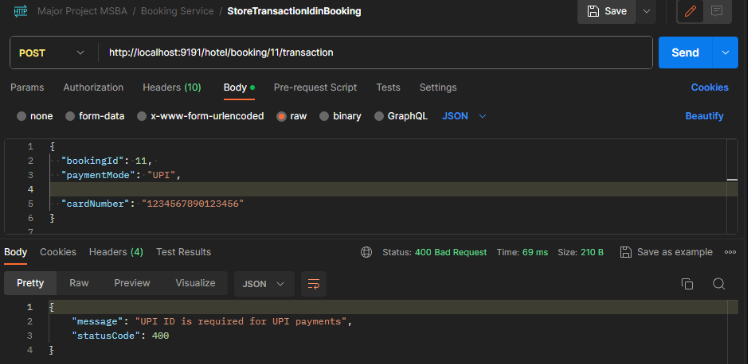 HTTP Major Project MSBA / Booking Service / StoreTransactionIdinBooking Save
POST http://localhost:9191/hotel/booking/11/transaction Send
Params Authorization Headers (10) Body Pre-request Script Tests Settings Cookies
none form-data x-www-form-urlencoded raw binary GraphQL JSON Beautify
1 {
2 "bookingId": 11,
3 "paymentMode": "UPI",
4
5 "cardNumber": "1234567890123456"
6 }
7
Body Cookies Headers (4) Test Results Status: 400 Bad Request Time: 69 ms Size: 210 B Save as example
Pretty Raw Preview Visualize JSON
1 {
2 "message": "UPI ID is required for UPI payments",
3 "statusCode": 400
4 }